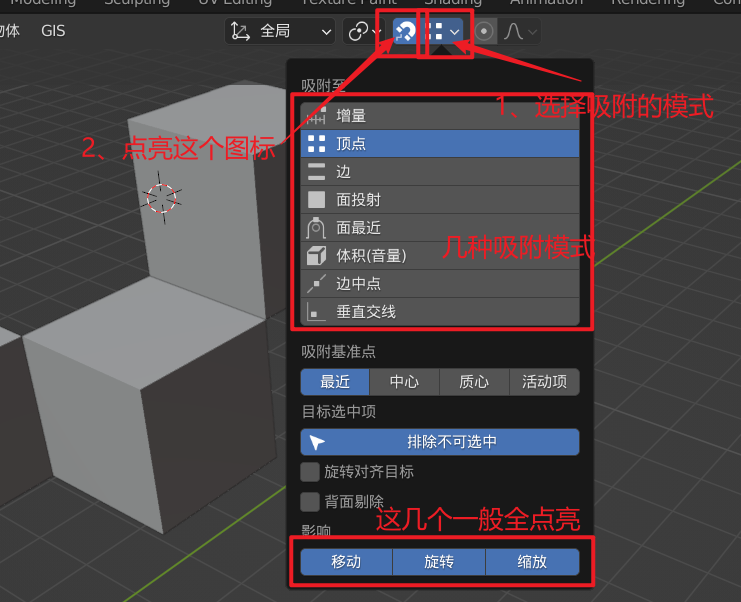 Modeling Sculpting UV Editing Texture Paint Shading Animation Rendering
物体 GIS 全局
吸附至
1、选择吸附的模式
增量
2、点亮这个图标
顶点
边
面投射
面最近
几种吸附模式
体积(音量)
边中点
垂直交线
吸附基准点
最近 中心 质心 活动项
目标选中项
排除不可选中
旋转对齐目标
背面剔除
这几个一般全点亮
影响
移动 旋转 缩放